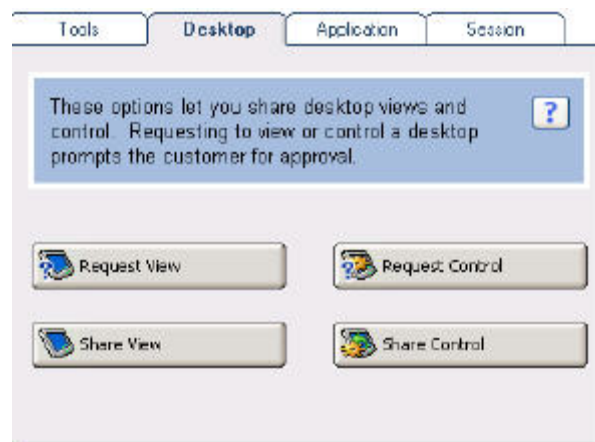 Tools Desktop Application Session
These options let you share desktop views and
control. Requesting to view or control a desktop
prompts the customer for approval.
?
Request View Request Control
Share View Share Control